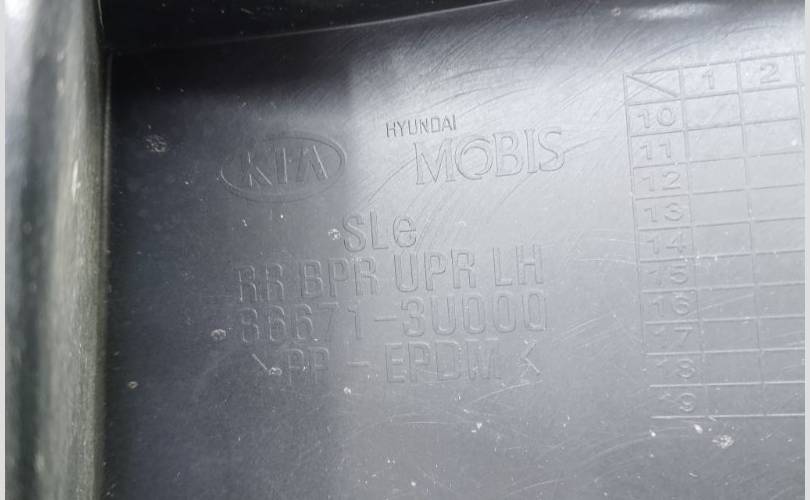 KIA
HYUNDAI
MOBIS
SLe
RR BPR UPR LH
86671-3U000
>PP-EPDM<
1 2
10
11
12
13
14
15
16
17
18
19